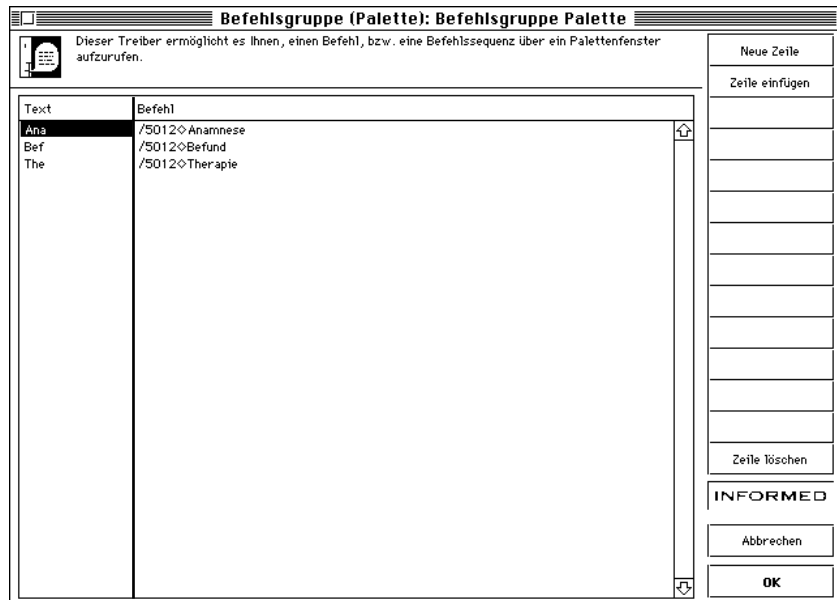 Befehlsgruppe (Palette): Befehlsgruppe Palette
Dieser Treiber ermöglicht es Ihnen, einen Befehl, bzw. eine Befehlssequenz über ein Palettenfenster
aufzurufen.
Neue Zeile
Zeile einfügen
Text Befehl
Ana /5012◇Anamnese
Bef /5012◇Befund
The /5012◇Therapie
Zeile löschen
INFORMED
Abbrechen
OK